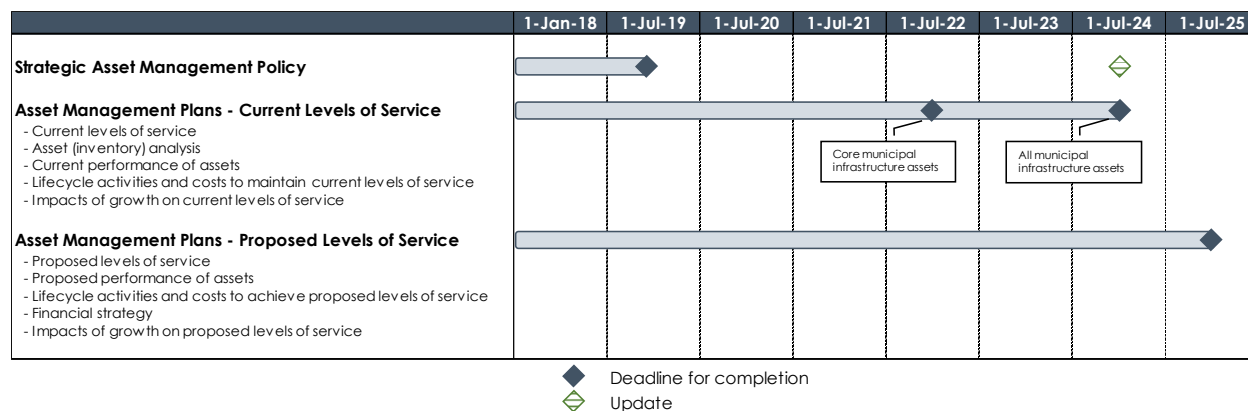 1-Jan-18 1-Jul-19 1-Jul-20 1-Jul-21 1-Jul-22 1-Jul-23 1-Jul-24 1-Jul-25
Strategic Asset Management Policy
Asset Management Plans - Current Levels of Service
- Current levels of service
- Asset (inventory) analysis
- Current performance of assets
- Lifecycle activities and costs to maintain current levels of service
- Impacts of growth on current levels of service
Core municipal
infrastructure assets
All municipal
infrastructure assets
Asset Management Plans - Proposed Levels of Service
- Proposed levels of service
- Proposed performance of assets
- Lifecycle activities and costs to achieve proposed levels of service
- Financial strategy
- Impacts of growth on proposed levels of service
Deadline for completion
Update